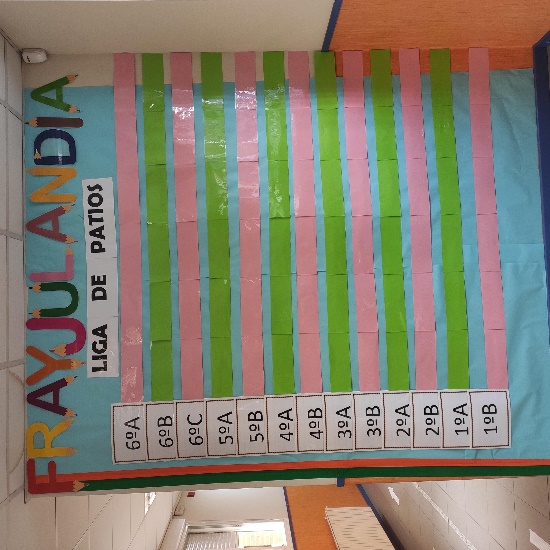 FRAYJULANDIA
LIGA DE PATIOS
6ºA
6ºB
6ºC
5ºA
5ºB
4ºA
4ºB
3ºA
3ºB
2ºA
2ºB
1ºA
1ºB